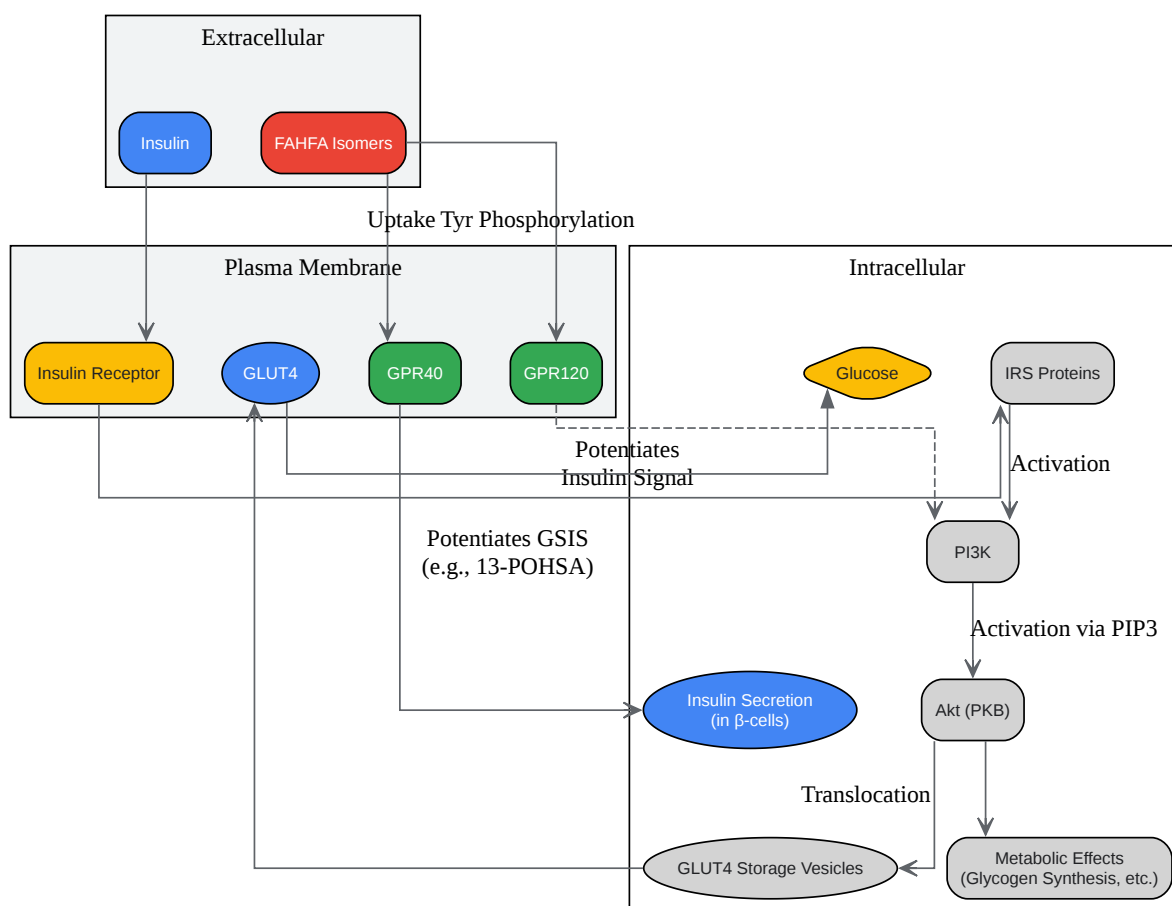 Extracellular
Insulin
FAHFA Isomers
Uptake Tyr Phosphorylation
Plasma Membrane
Intracellular
Insulin Receptor
GLUT4
GPR40
GPR120
Glucose
IRS Proteins
Potentiates
Insulin Signal
Activation
Potentiates GSIS
(e.g., 13-POHSA)
PI3K
Activation via PIP3
Insulin Secretion
(in β-cells)
Akt (PKB)
Translocation
GLUT4 Storage Vesicles
Metabolic Effects
(Glycogen Synthesis, etc.)